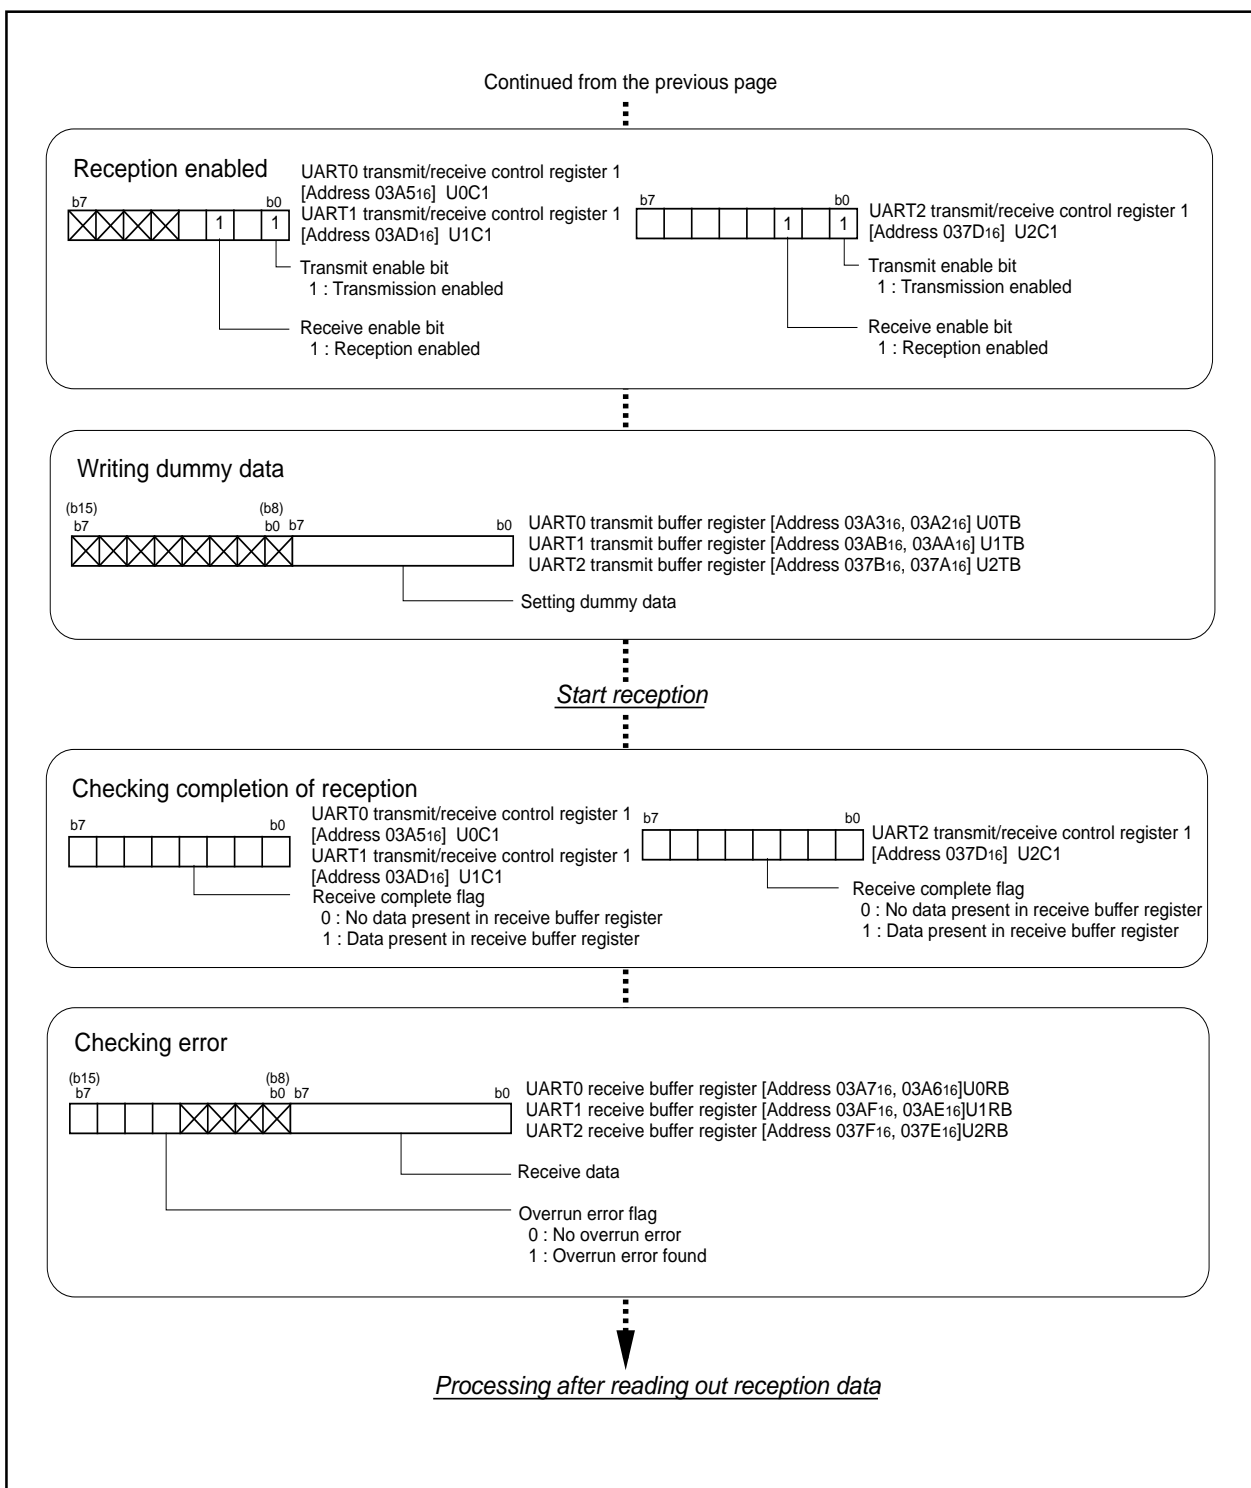 Continued from the previous page
Reception enabled
b7 b0
1 1
UART0 transmit/receive control register 1
[Address 03A516] U0C1
UART1 transmit/receive control register 1
[Address 03AD16] U1C1
Transmit enable bit
1 : Transmission enabled
Receive enable bit
1 : Reception enabled
b7 b0
1 1
UART2 transmit/receive control register 1
[Address 037D16] U2C1
Transmit enable bit
1 : Transmission enabled
Receive enable bit
1 : Reception enabled
Writing dummy data
(b15) (b8)
b7 b0 b7 b0
UART0 transmit buffer register [Address 03A316, 03A216] U0TB
UART1 transmit buffer register [Address 03AB16, 03AA16] U1TB
UART2 transmit buffer register [Address 037B16, 037A16] U2TB
Setting dummy data
Start reception
Checking completion of reception
b7 b0
UART0 transmit/receive control register 1
[Address 03A516] U0C1
UART1 transmit/receive control register 1
[Address 03AD16] U1C1
Receive complete flag
0 : No data present in receive buffer register
1 : Data present in receive buffer register
b7 b0
UART2 transmit/receive control register 1
[Address 037D16] U2C1
Receive complete flag
0 : No data present in receive buffer register
1 : Data present in receive buffer register
Checking error
(b15) (b8)
b7 b0 b7 b0
UART0 receive buffer register [Address 03A716, 03A616]U0RB
UART1 receive buffer register [Address 03AF16, 03AE16]U1RB
UART2 receive buffer register [Address 037F16, 037E16]U2RB
Receive data
Overrun error flag
0 : No overrun error
1 : Overrun error found
Processing after reading out reception data